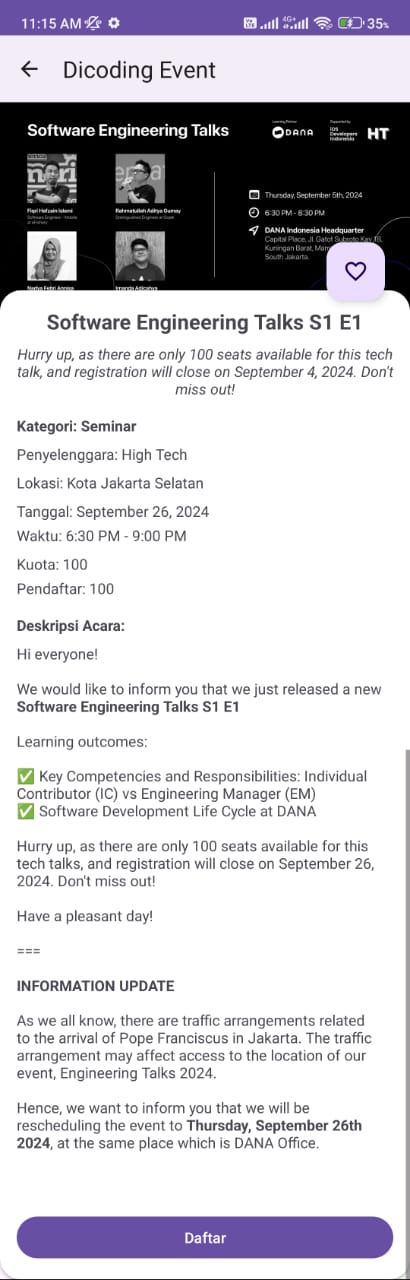 11:15 AM
4G+
35%
Dicoding Event
Software Engineering Talks
Learning Partner
DANA
Supported by
iOS
Developers
Indonesia
HT
Fiqri Hafzain Islami
Software Engineer - Mobile
Rahmatullah Aditya Gumay
Distinguished Engineer
Thursday, September 5th, 2024
6:30 PM - 8:30 PM
DANA Indonesia Headquarter
Capital Place, Jl. Gatot Subroto Kav 18,
Kuningan Barat,
South Jakarta.
Software Engineering Talks S1 E1
Hurry up, as there are only 100 seats available for this tech
talk, and registration will close on September 4, 2024. Don't
miss out!
Kategori: Seminar
Penyelenggara: High Tech
Lokasi: Kota Jakarta Selatan
Tanggal: September 26, 2024
Waktu: 6:30 PM - 9:00 PM
Kuota: 100
Pendaftar: 100
Deskripsi Acara:
Hi everyone!
We would like to inform you that we just released a new
Software Engineering Talks S1 E1
Learning outcomes:
✅ Key Competencies and Responsibilities: Individual
Contributor (IC) vs Engineering Manager (EM)
✅ Software Development Life Cycle at DANA
Hurry up, as there are only 100 seats available for this
tech talks, and registration will close on September 26,
2024. Don't miss out!
Have a pleasant day!
===
INFORMATION UPDATE
As we all know, there are traffic arrangements related
to the arrival of Pope Franciscus in Jakarta. The traffic
arrangement may affect access to the location of our
event, Engineering Talks 2024.
Hence, we want to inform you that we will be
rescheduling the event to Thursday, September 26th
2024, at the same place which is DANA Office.
Daftar